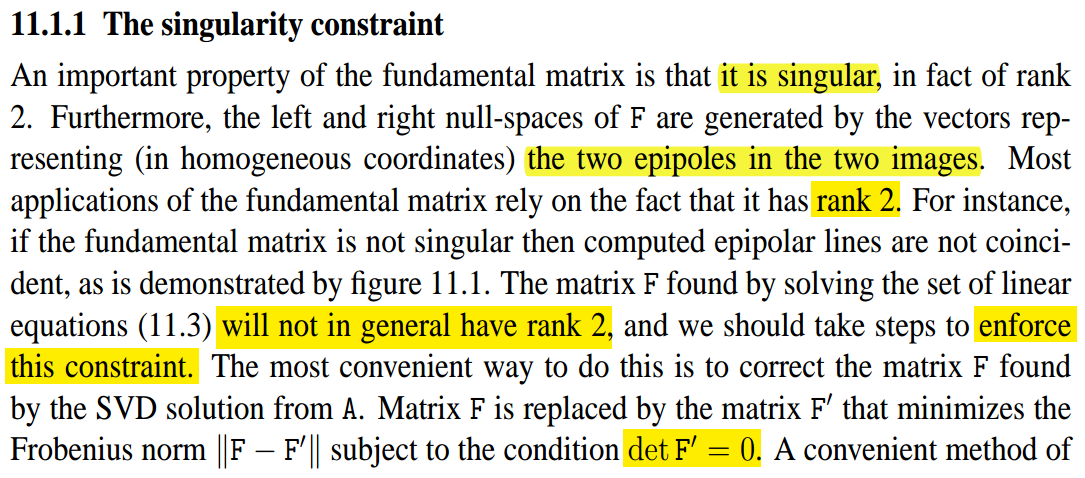 11.1.1 The singularity constraint
An important property of the fundamental matrix is that it is singular, in fact of rank
2. Furthermore, the left and right null-spaces of F are generated by the vectors rep-
resenting (in homogeneous coordinates) the two epipoles in the two images. Most
applications of the fundamental matrix rely on the fact that it has rank 2. For instance,
if the fundamental matrix is not singular then computed epipolar lines are not coinci-
dent, as is demonstrated by figure 11.1. The matrix F found by solving the set of linear
equations (11.3) will not in general have rank 2, and we should take steps to enforce
this constraint. The most convenient way to do this is to correct the matrix F found
by the SVD solution from A. Matrix F is replaced by the matrix F′ that minimizes the
Frobenius norm ‖F − F′‖ subject to the condition det F′ = 0. A convenient method of